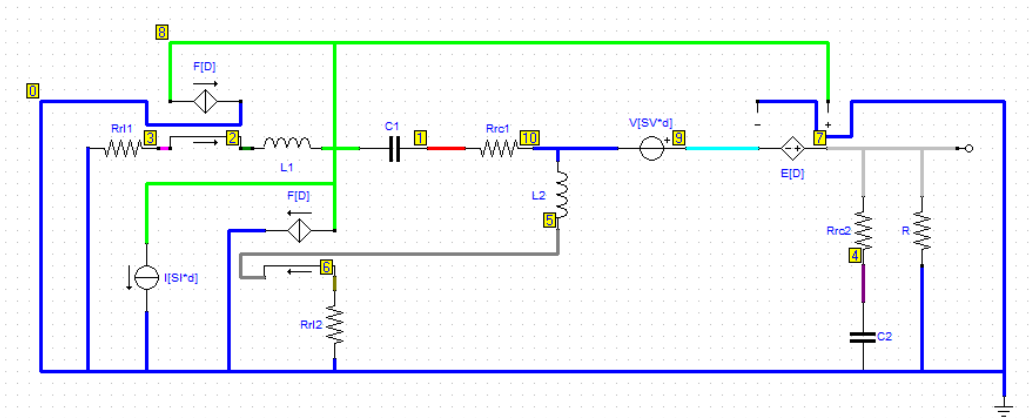 8
F[D]
0
Rrl1
3
2
L1
C1
1
Rrc1
10
V[SV*d]
+
9
-
+
7
E[D]
L2
5
F[D]
Rrc2
R
4
I[SI*d]
6
Rrl2
C2